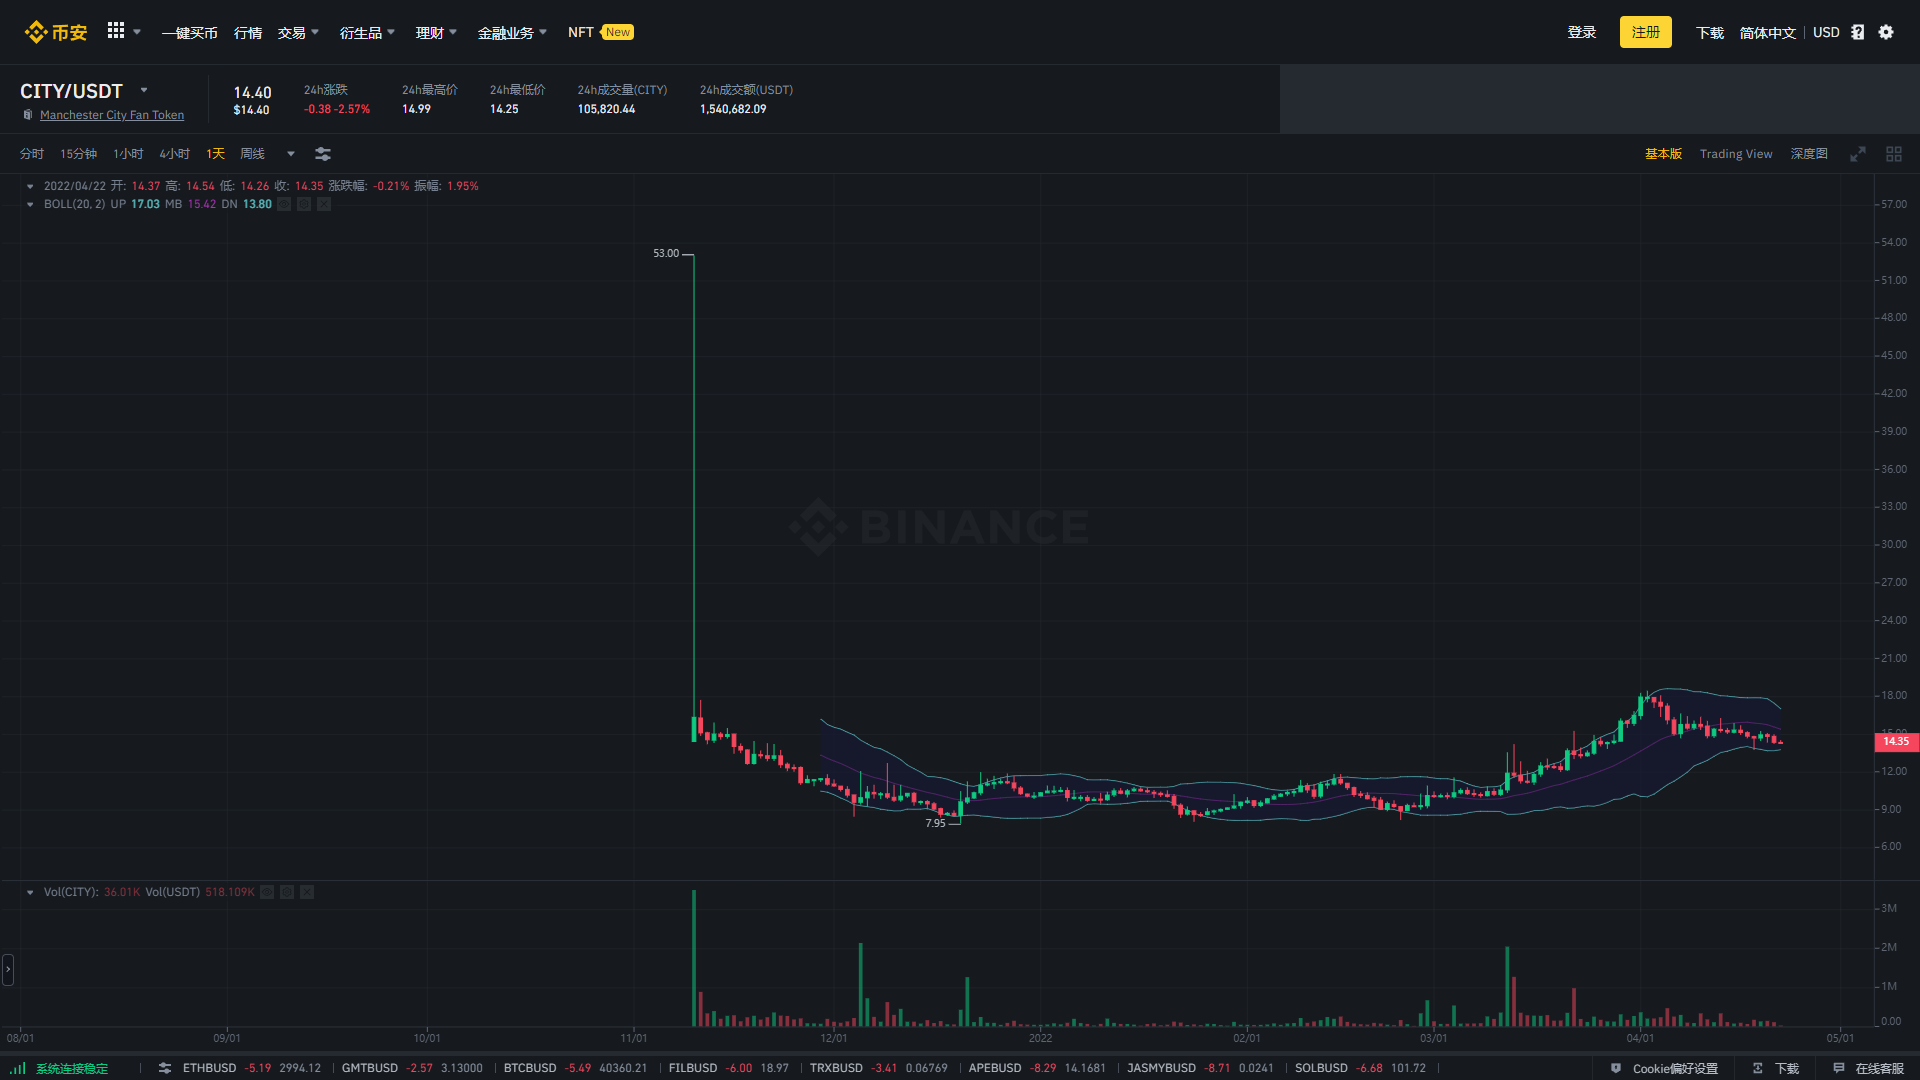 币安 一键买币 行情 交易 衍生品 理财 金融业务 NFT New 登录 注册 下载 简体中文 USD
CITY/USDT
Manchester City Fan Token
14.40
$14.40
24h涨跌
-0.38 -2.57%
24h最高价
14.99
24h最低价
14.25
24h成交量(CITY)
105,820.44
24h成交额(USDT)
1,540,682.09
分时 15分钟 1小时 4小时 1天 周线 基本版 Trading View 深度图
2022/04/22 开: 14.37 高: 14.54 低: 14.26 收: 14.35 涨跌幅: -0.21% 振幅: 1.95%
BOLL(20, 2) UP 17.03 MB 15.42 DN 13.80
57.00
54.00
53.00
51.00
48.00
45.00
42.00
39.00
36.00
33.00
BINANCE
30.00
27.00
24.00
21.00
18.00
15.00
14.35
12.00
9.00
7.95
6.00
Vol(CITY): 36.01K Vol(USDT) 518.109K
3M
2M
1M
0.00
08/01 09/01 10/01 11/01 12/01 2022 02/01 03/01 04/01 05/01
系统连接稳定 ETHBUSD -5.19 2994.12 GMTBUSD -2.57 3.13000 BTCBUSD -5.49 40360.21 FILBUSD -6.00 18.97 TRXBUSD -3.41 0.06769 APEBUSD -8.29 14.1681 JASMYBUSD -8.71 0.0241 SOLBUSD -6.68 101.72 Cookie偏好设置 下载 在线客服